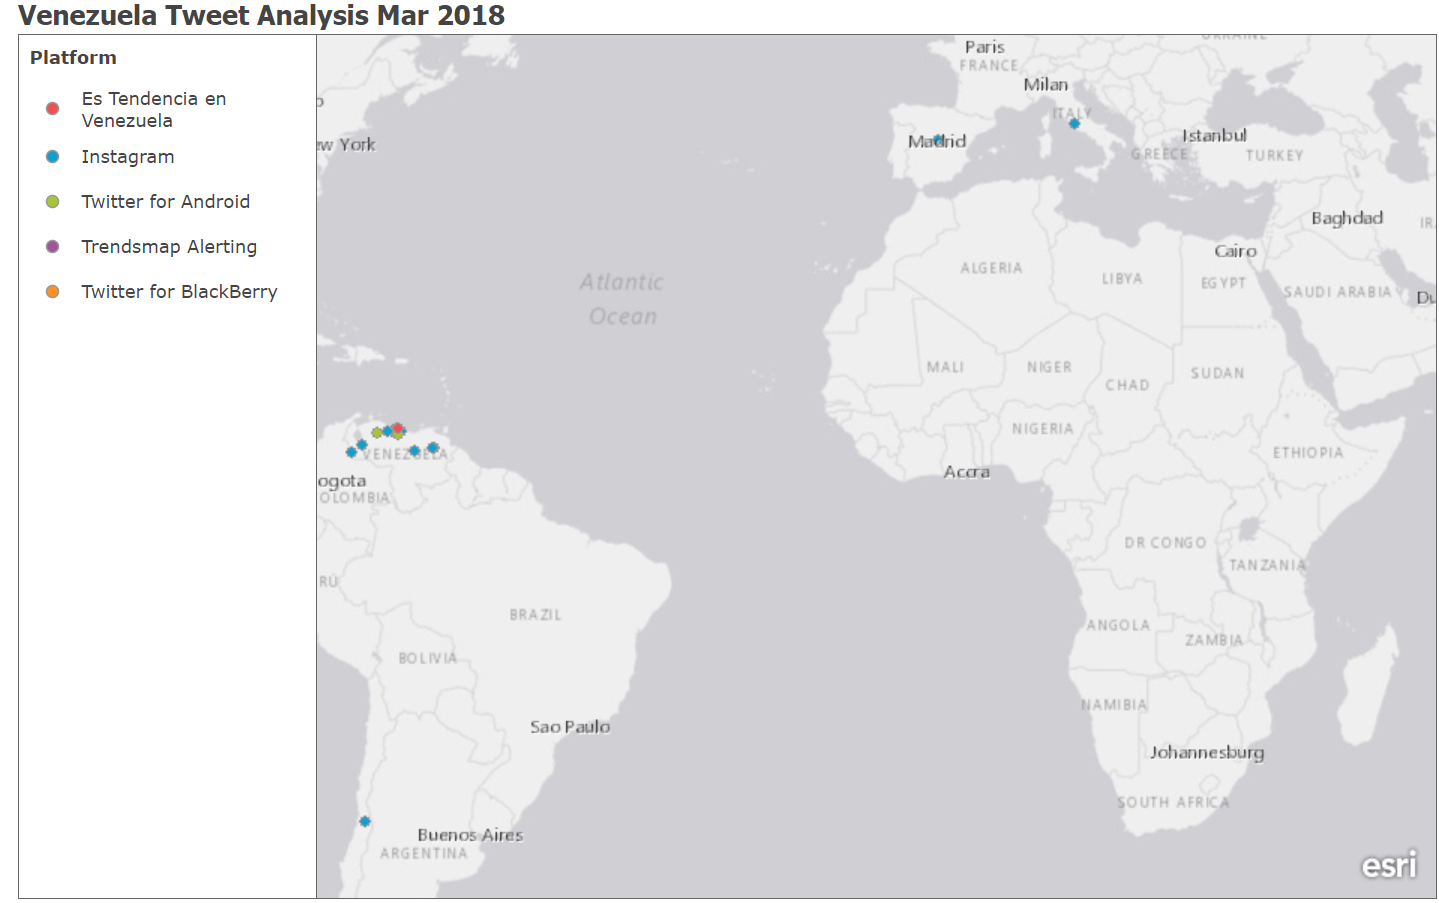 Venezuela Tweet Analysis Mar 2018
Platform
Es Tendencia en
Venezuela
Instagram
Twitter for Android
Trendsmap Alerting
Twitter for BlackBerry
UKRAINE
Paris
FRANCE
Milan
ITALY
o
ew York
Madrid
Istanbul
GREECE
TURKEY
Baghdad
IR
Cairo
Atlantic
Ocean
ALGERIA
LIBYA
EGYPT
SAUDI ARABIA
Du
MALI
NIGER
CHAD
SUDAN
NIGERIA
VENEZUELA
ETHIOPIA
ogota
OLOMBIA
Accra
DR CONGO
TANZANIA
RÚ
BRAZIL
ANGOLA
ZAMBIA
BOLIVIA
NAMIBIA
Sao Paulo
Johannesburg
SOUTH AFRICA
Buenos Aires
ARGENTINA
esri